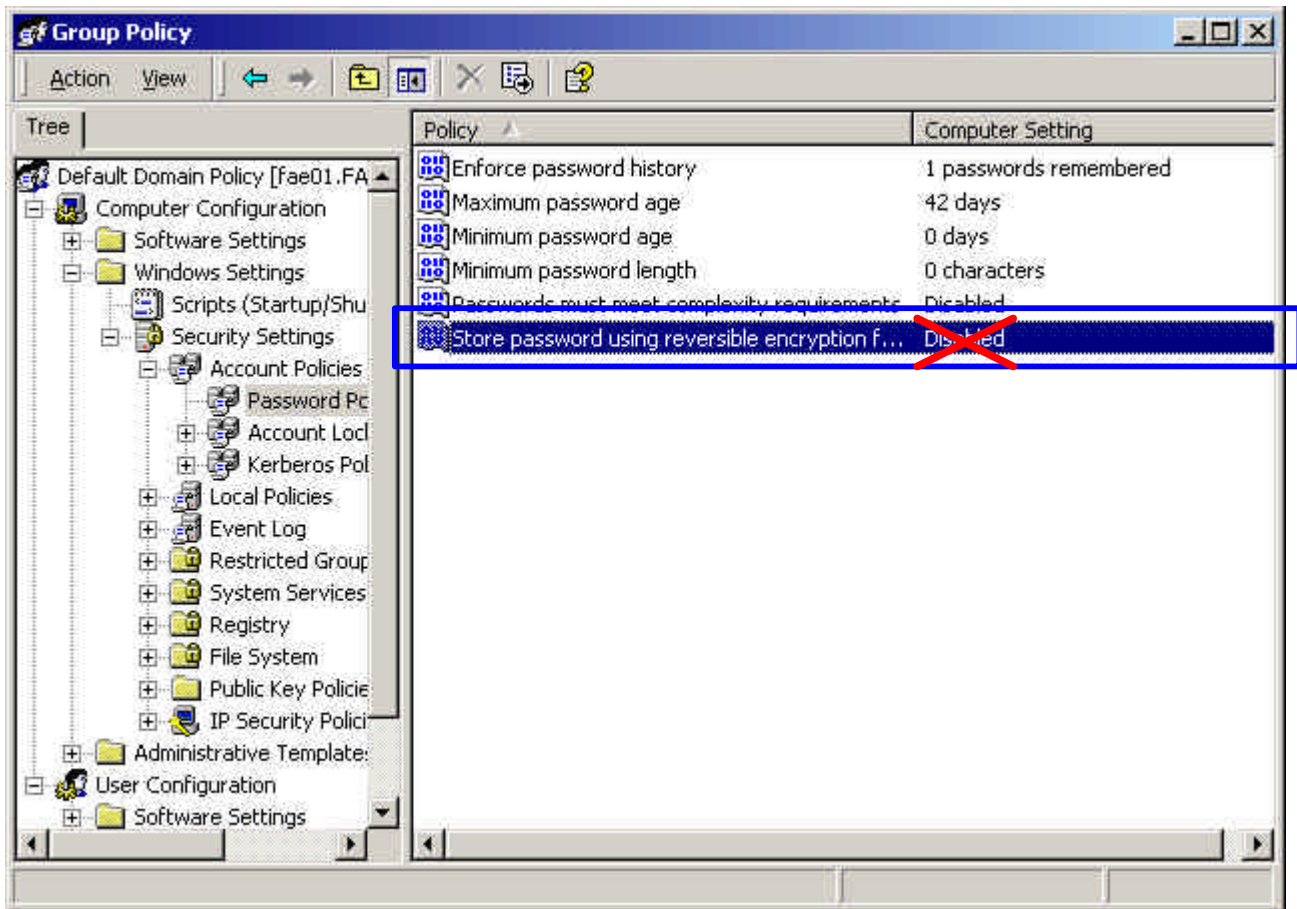 Group Policy
Action View
Tree
Policy Computer Setting
Default Domain Policy [fae01.FA
Computer Configuration
Software Settings
Windows Settings
Scripts (Startup/Shu
Security Settings
Account Policies
Password Po
Account Locl
Kerberos Pol
Local Policies
Event Log
Restricted Group
System Services
Registry
File System
Public Key Policie
IP Security Polici
Administrative Template:
User Configuration
Software Settings
Enforce password history 1 passwords remembered
Maximum password age 42 days
Minimum password age 0 days
Minimum password length 0 characters
Passwords must meet complexity requirements Disabled
Store password using reversible encryption f... Disabled